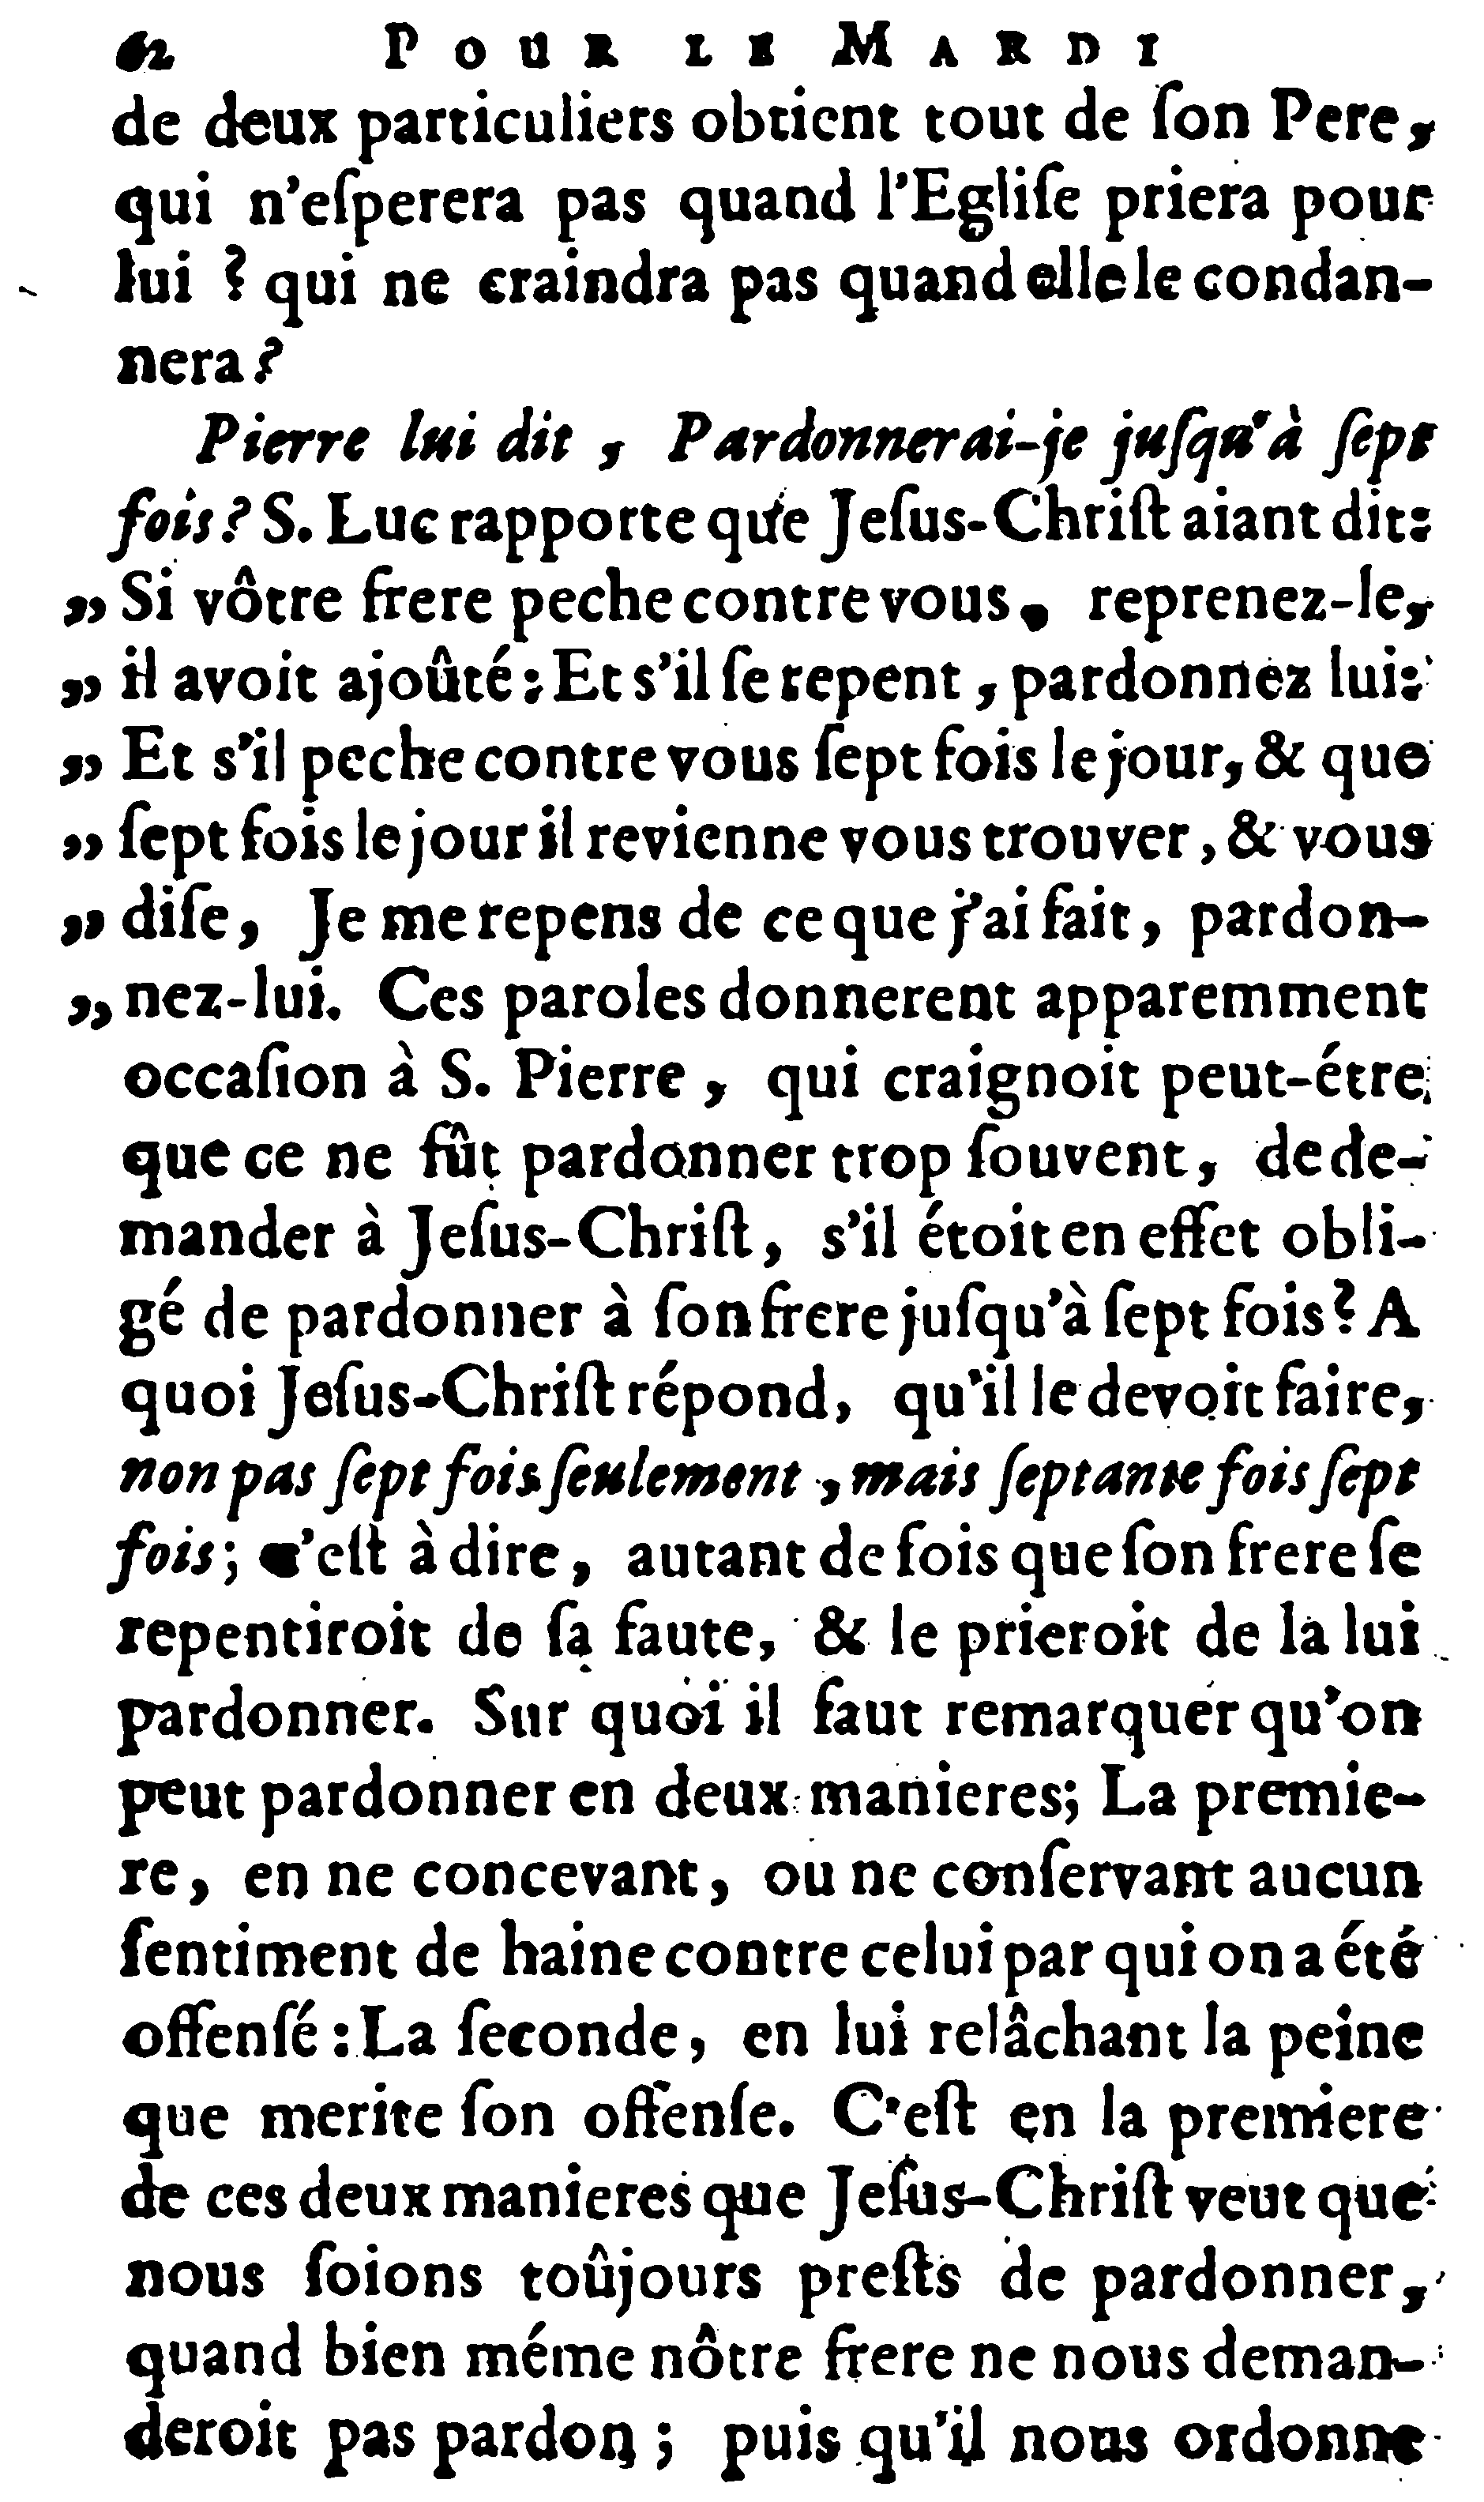 62 POUR LE MARDI
de deux particuliers obtient tout de ſon Pere,
qui n'eſperera pas quand l'Egliſe priera pour
lui ? qui ne craindra pas quand elle le condan-
nera ?
Pierre lui dit, Pardonnerai-je juſqu'à ſept
fois ? S. Luc rapporte que Jeſus-Chriſt aiant dit:
„ Si vôtre frere peche contre vous, reprenez-le,
„ il avoit ajoûté : Et s'il ſe repent, pardonnez lui:
„ Et s'il peche contre vous ſept fois le jour, & que
„ ſept fois le jour il revienne vous trouver, & vous
„ diſe, Je me repens de ce que j'ai fait, pardon-
„ nez-lui. Ces paroles donnerent apparemment
occaſion à S. Pierre, qui craignoit peut-étre
que ce ne fût pardonner trop ſouvent, de de-
mander à Jeſus-Chriſt, s'il étoit en effet obli-
gé de pardonner à ſon frere juſqu'à ſept fois ? A
quoi Jeſus-Chriſt répond, qu'il le devoit faire,
non pas ſept fois ſeulement, mais ſeptante fois ſept
fois ; c'eſt à dire, autant de fois que ſon frere ſe
repentiroit de ſa faute, & le prieroit de la lui
pardonner. Sur quoi il faut remarquer qu'on
peut pardonner en deux manieres; La premie-
re, en ne concevant, ou ne conſervant aucun
ſentiment de haine contre celui par qui on a été
offenſé : La ſeconde, en lui relâchant la peine
que merite ſon offenſe. C'eſt en la premiere
de ces deux manieres que Jeſus-Chriſt veut que
nous ſoions toûjours preſts de pardonner,
quand bien méme nôtre frere ne nous deman-
deroit pas pardon ; puis qu'il nous ordonne